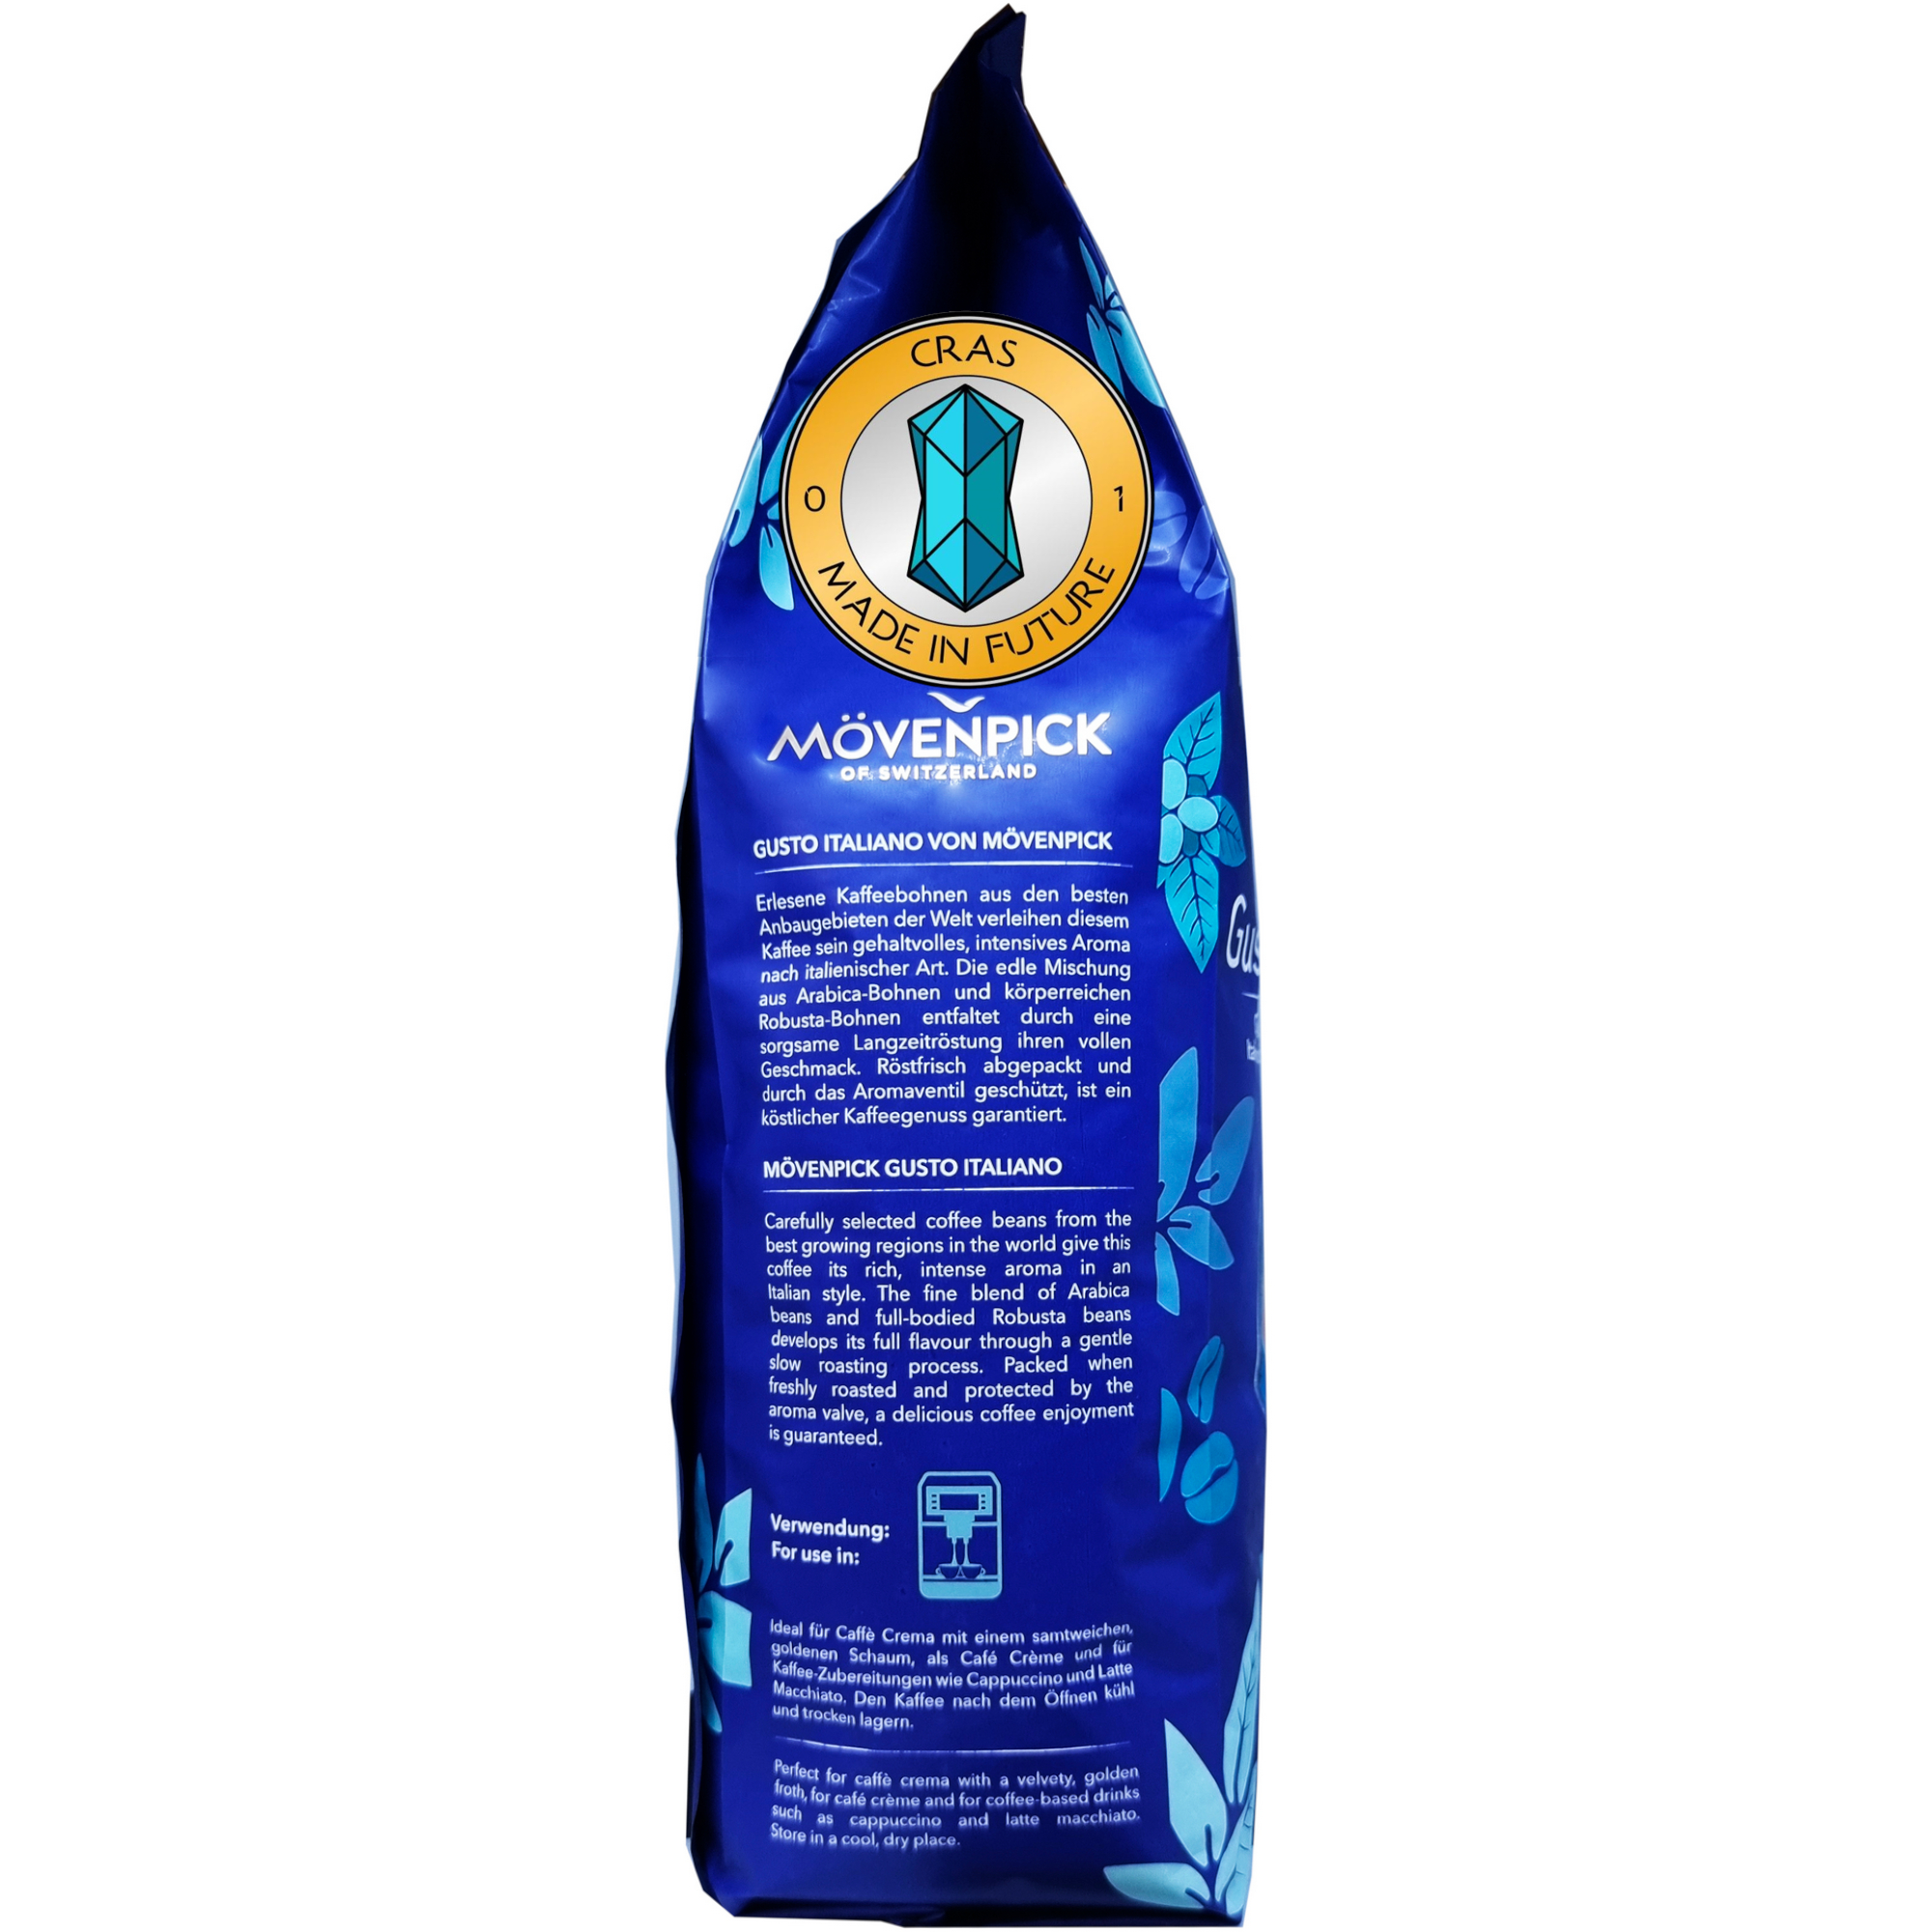 CRAS
0 1
MADE IN FUTURE
MÖVENPICK
OF SWITZERLAND
GUSTO ITALIANO VON MÖVENPICK
Erlesene Kaffeebohnen aus den besten
Anbaugebieten der Welt verleihen diesem
Kaffee sein gehaltvolles, intensives Aroma
nach italienischer Art. Die edle Mischung
aus Arabica-Bohnen und körperreichen
Robusta-Bohnen entfaltet durch eine
sorgsame Langzeitröstung ihren vollen
Geschmack. Röstfrisch abgepackt und
durch das Aromaventil geschützt, ist ein
köstlicher Kaffeegenuss garantiert.
MÖVENPICK GUSTO ITALIANO
Carefully selected coffee beans from the
best growing regions in the world give this
coffee its rich, intense aroma in an
Italian style. The fine blend of Arabica
beans and full-bodied Robusta beans
develops its full flavour through a gentle
slow roasting process. Packed when
freshly roasted and protected by the
aroma valve, a delicious coffee enjoyment
is guaranteed.
Verwendung:
For use in:
Ideal für Caffè Crema mit einem samtweichen,
goldenen Schaum, als Café Crème und für
Kaffee-Zubereitungen wie Cappuccino und Latte
Macchiato. Den Kaffee nach dem Öffnen kühl
und trocken lagern.
Perfect for caffè crema with a velvety, golden
froth, for café crème and for coffee-based drinks
such as cappuccino and latte macchiato.
Store in a cool, dry place.
Gus